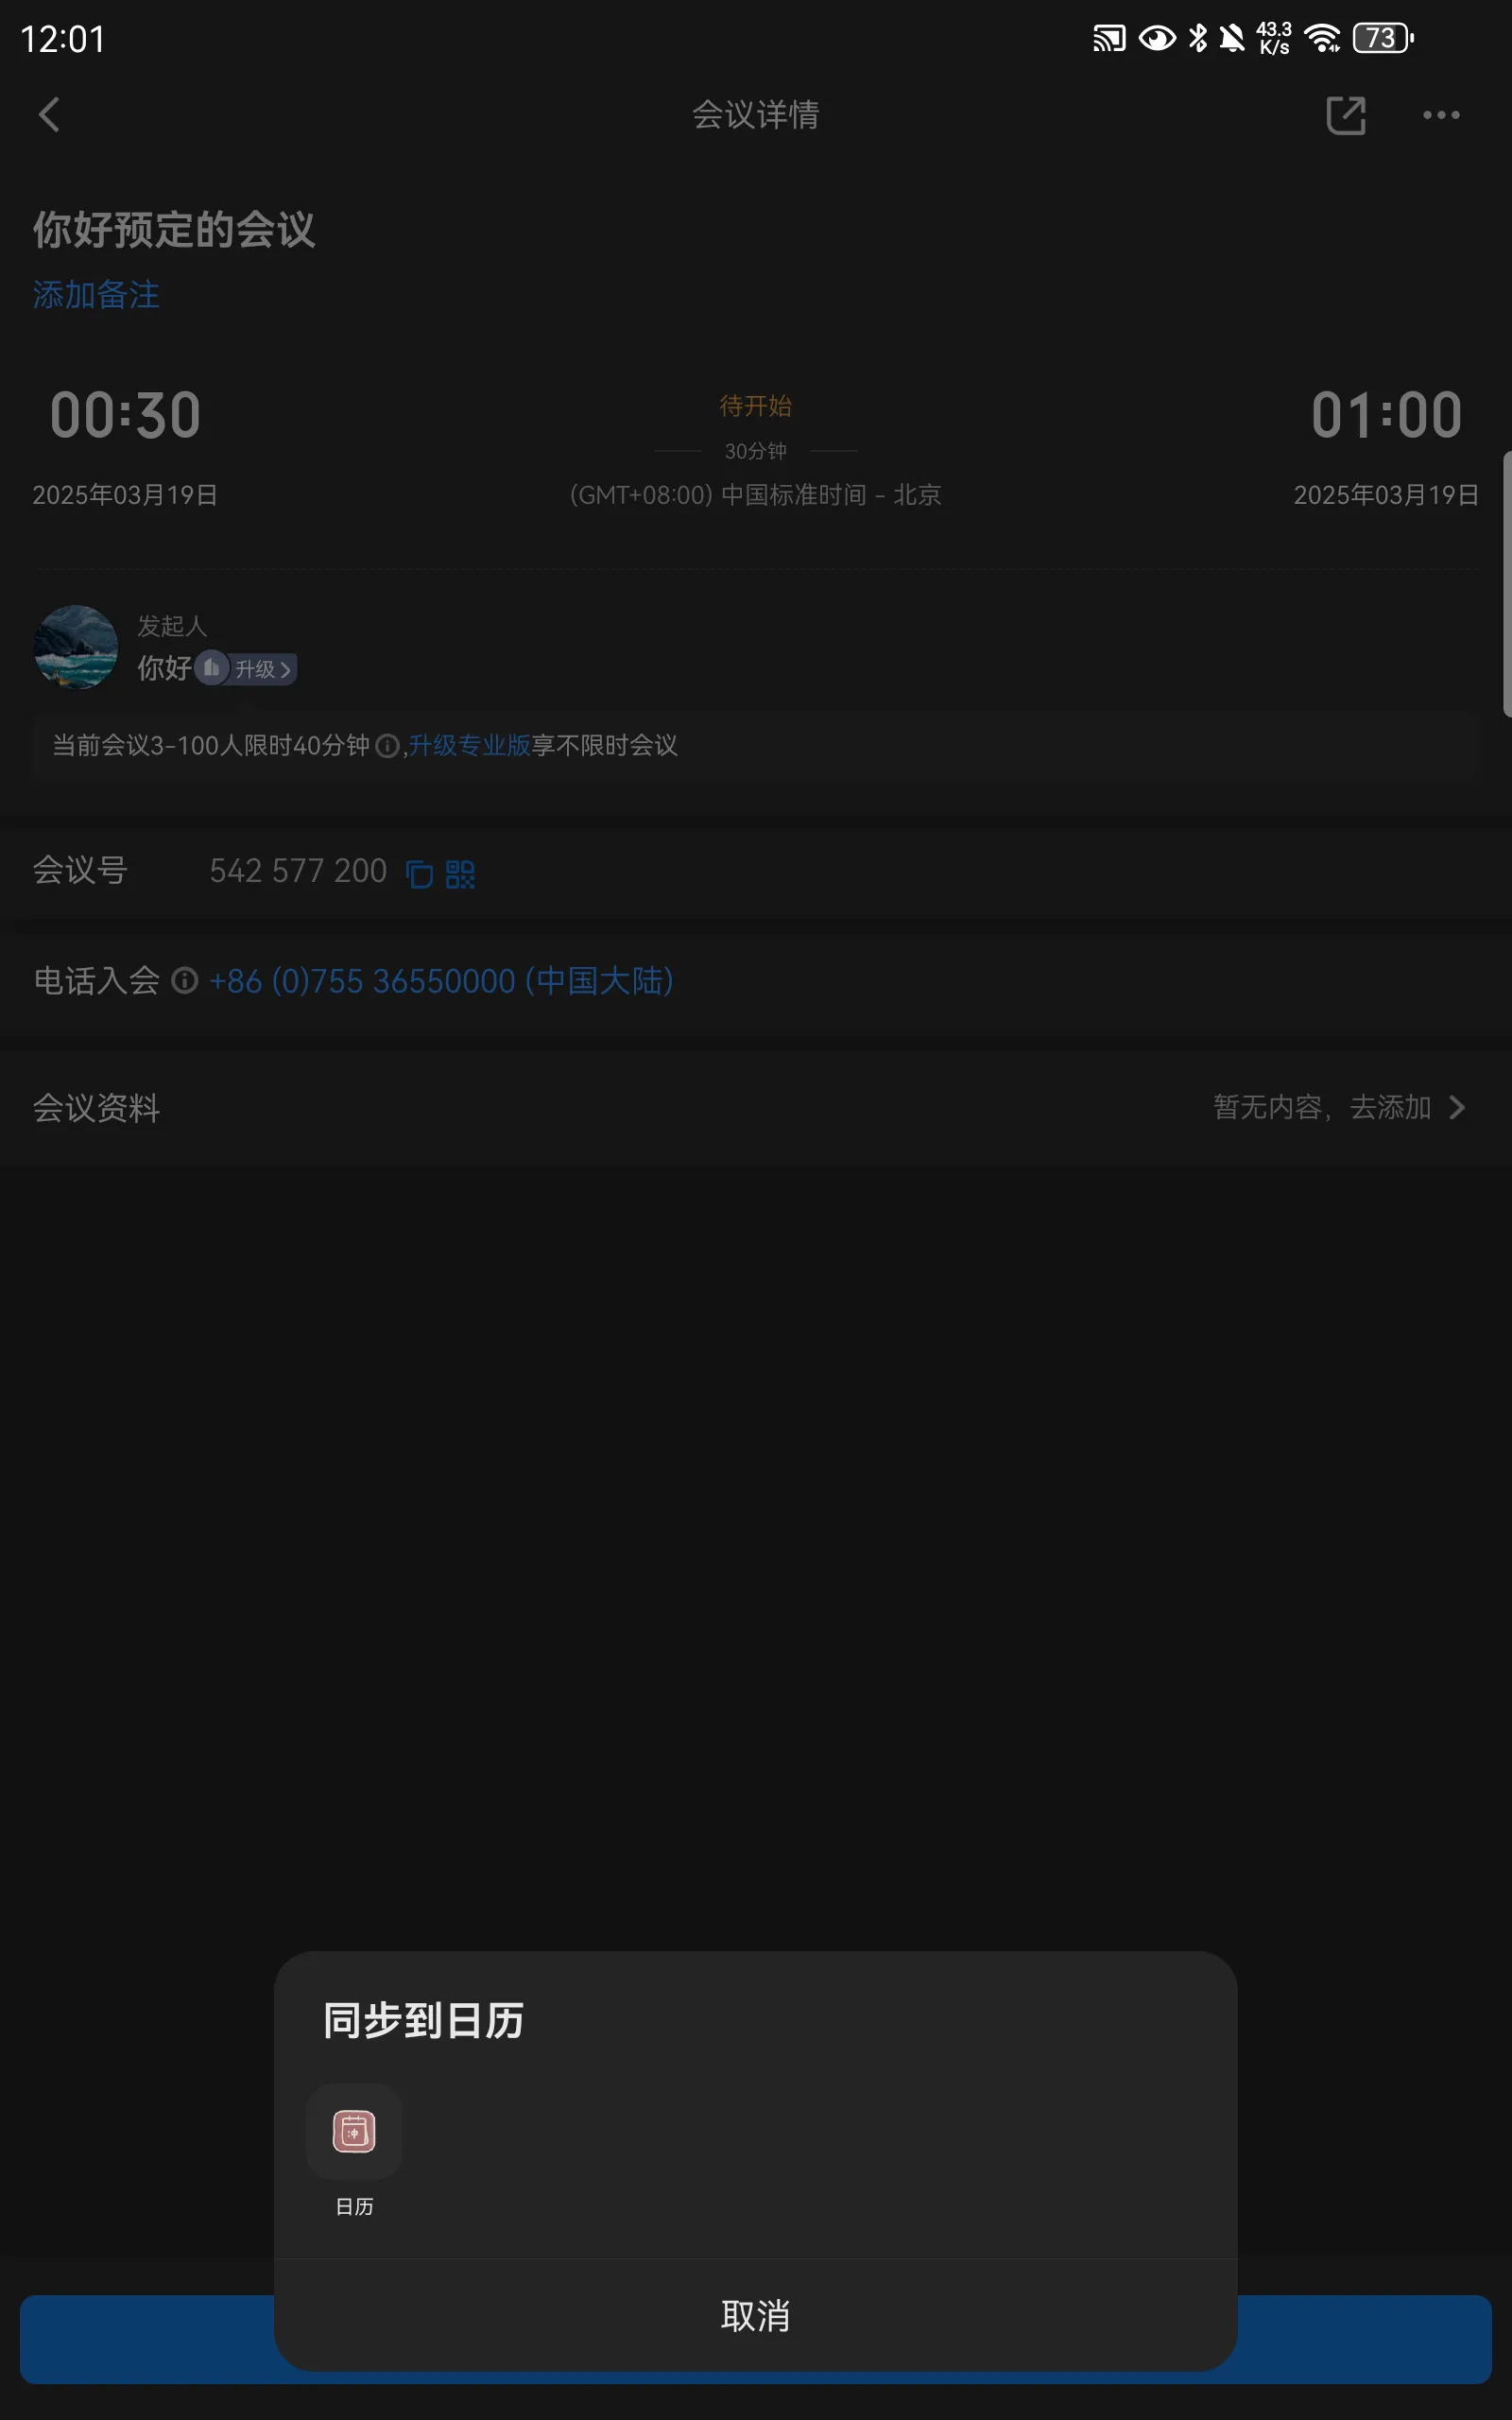 12:01
43.3
K/s
73
会议详情
你好预定的会议
添加备注
00:30
待开始
01:00
30分钟
2025年03月19日
(GMT+08:00) 中国标准时间 - 北京
2025年03月19日
发起人
你好
升级
当前会议3-100人限时40分钟,升级专业版享不限时会议
会议号
542 577 200
电话入会
+86 (0)755 36550000 (中国大陆)
会议资料
暂无内容，去添加
同步到日历
日历
取消